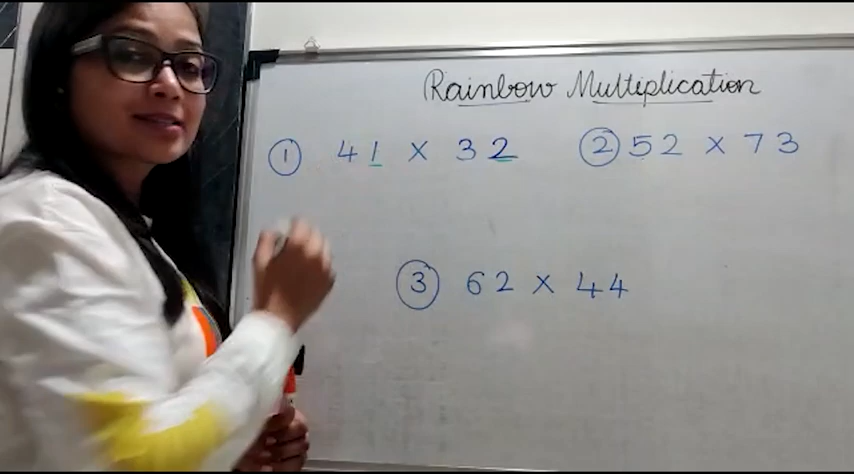 Rainbow Multiplication
① 41 × 32 ② 52 × 73
③ 62 × 44